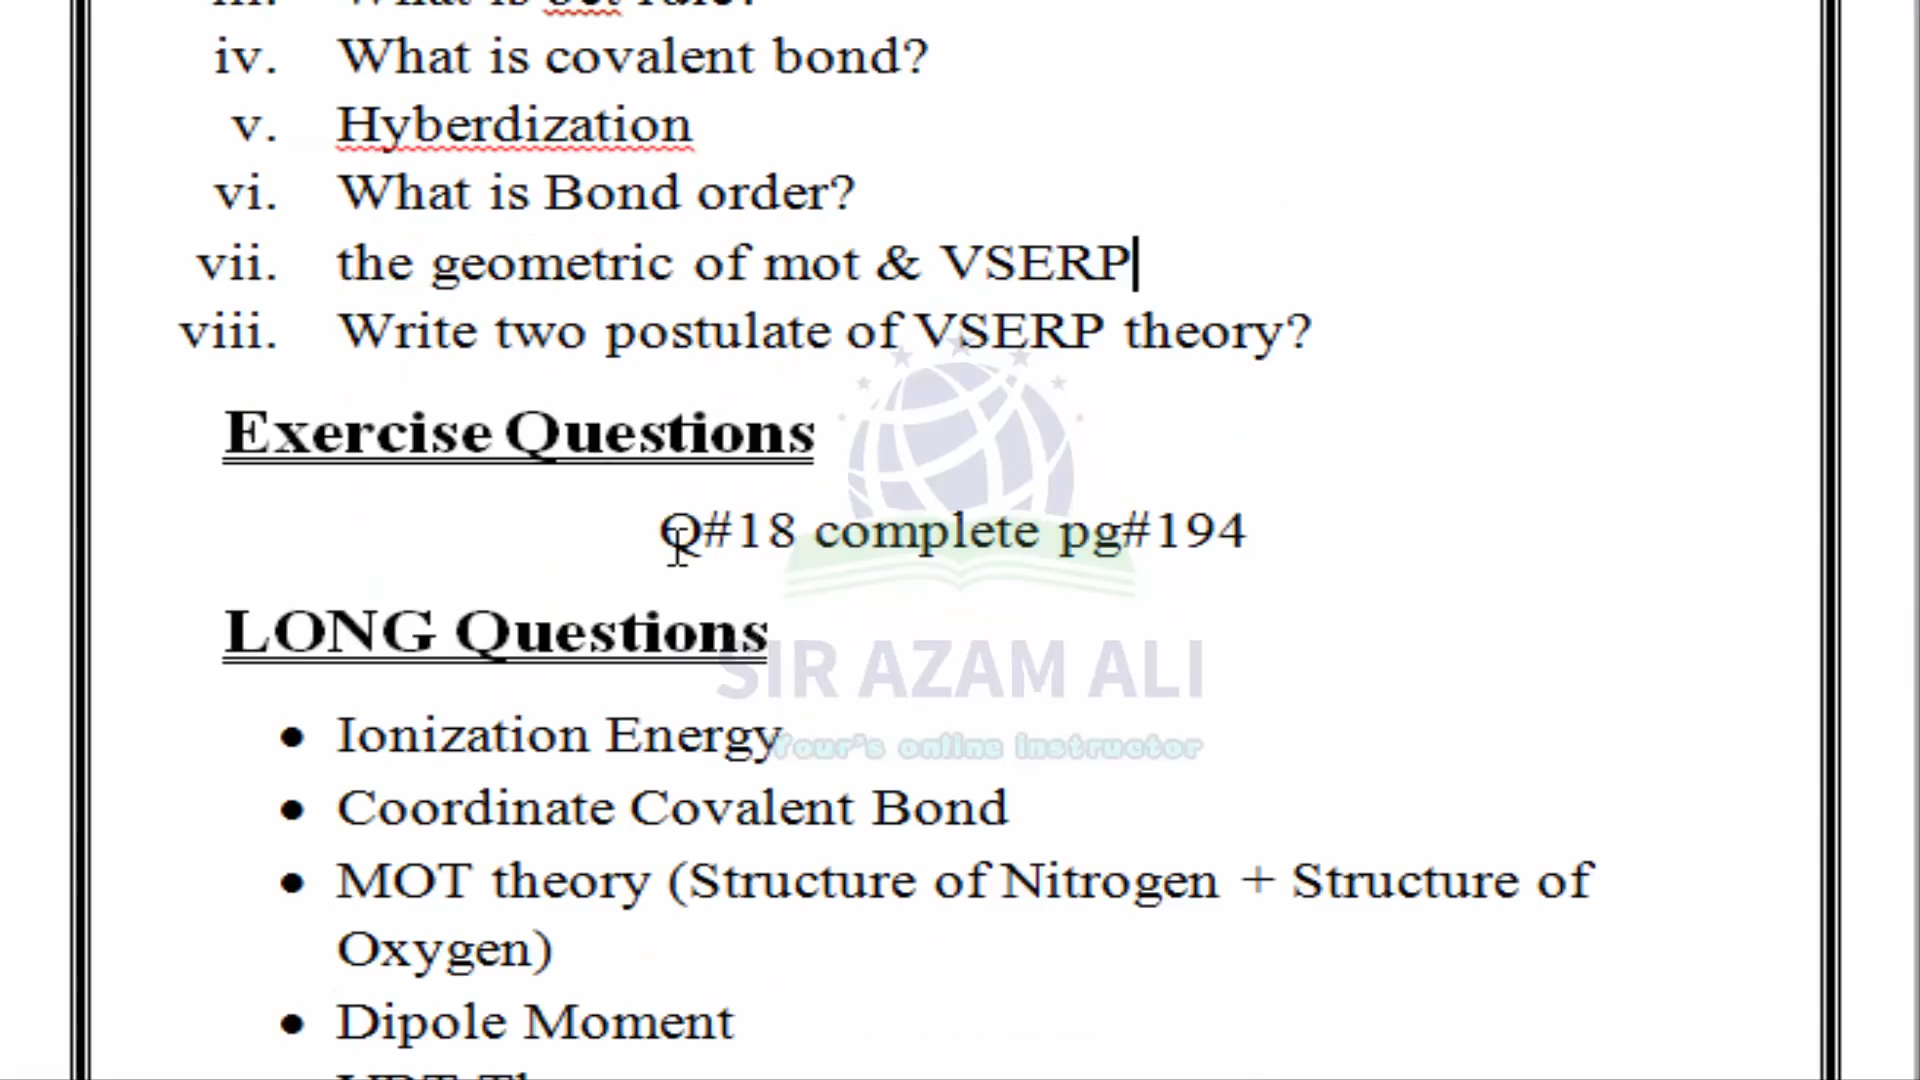 iv. What is covalent bond?
v. Hyberdization
vi. What is Bond order?
vii. the geometric of mot & VSERP
viii. Write two postulate of VSERP theory?
Exercise Questions
Q#18 complete pg#194
LONG Questions
SIR AZAM ALI
• Ionization Energy
Your's online instructor
• Coordinate Covalent Bond
• MOT theory (Structure of Nitrogen + Structure of
Oxygen)
• Dipole Moment